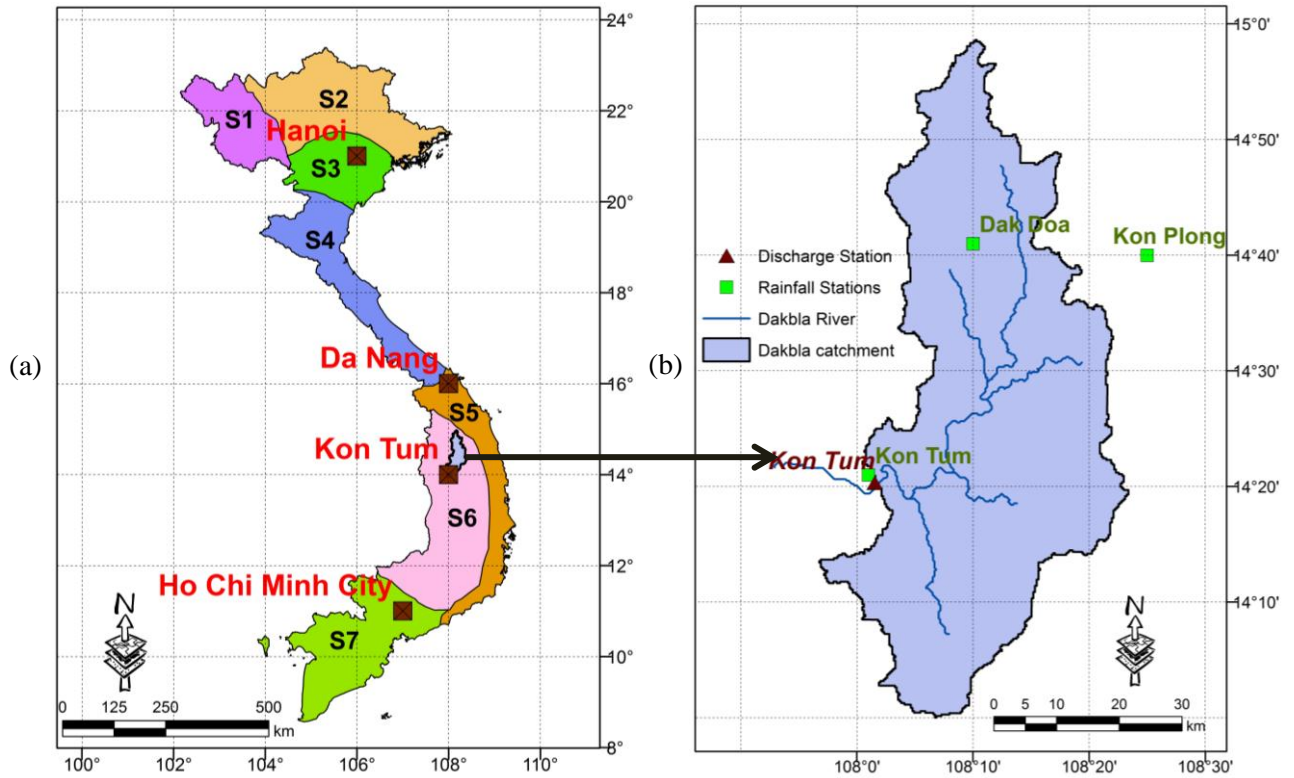 (a)
24°
22°
20°
18°
16°
14°
12°
10°
8°
S1
S2
Hanoi
S3
S4
Da Nang
S5
Kon Tum
S6
Ho Chi Minh City
S7
N
0 125 250 500
km
100° 102° 104° 106° 108° 110°
(b)
15°0'
14°50'
14°40'
14°30'
14°20'
14°10'
Dak Doa
Kon Plong
Discharge Station
Rainfall Stations
Dakbla River
Dakbla catchment
Kon Tum
Kon Tum
N
0 5 10 20 30
km
108°0' 108°10' 108°20' 108°30'